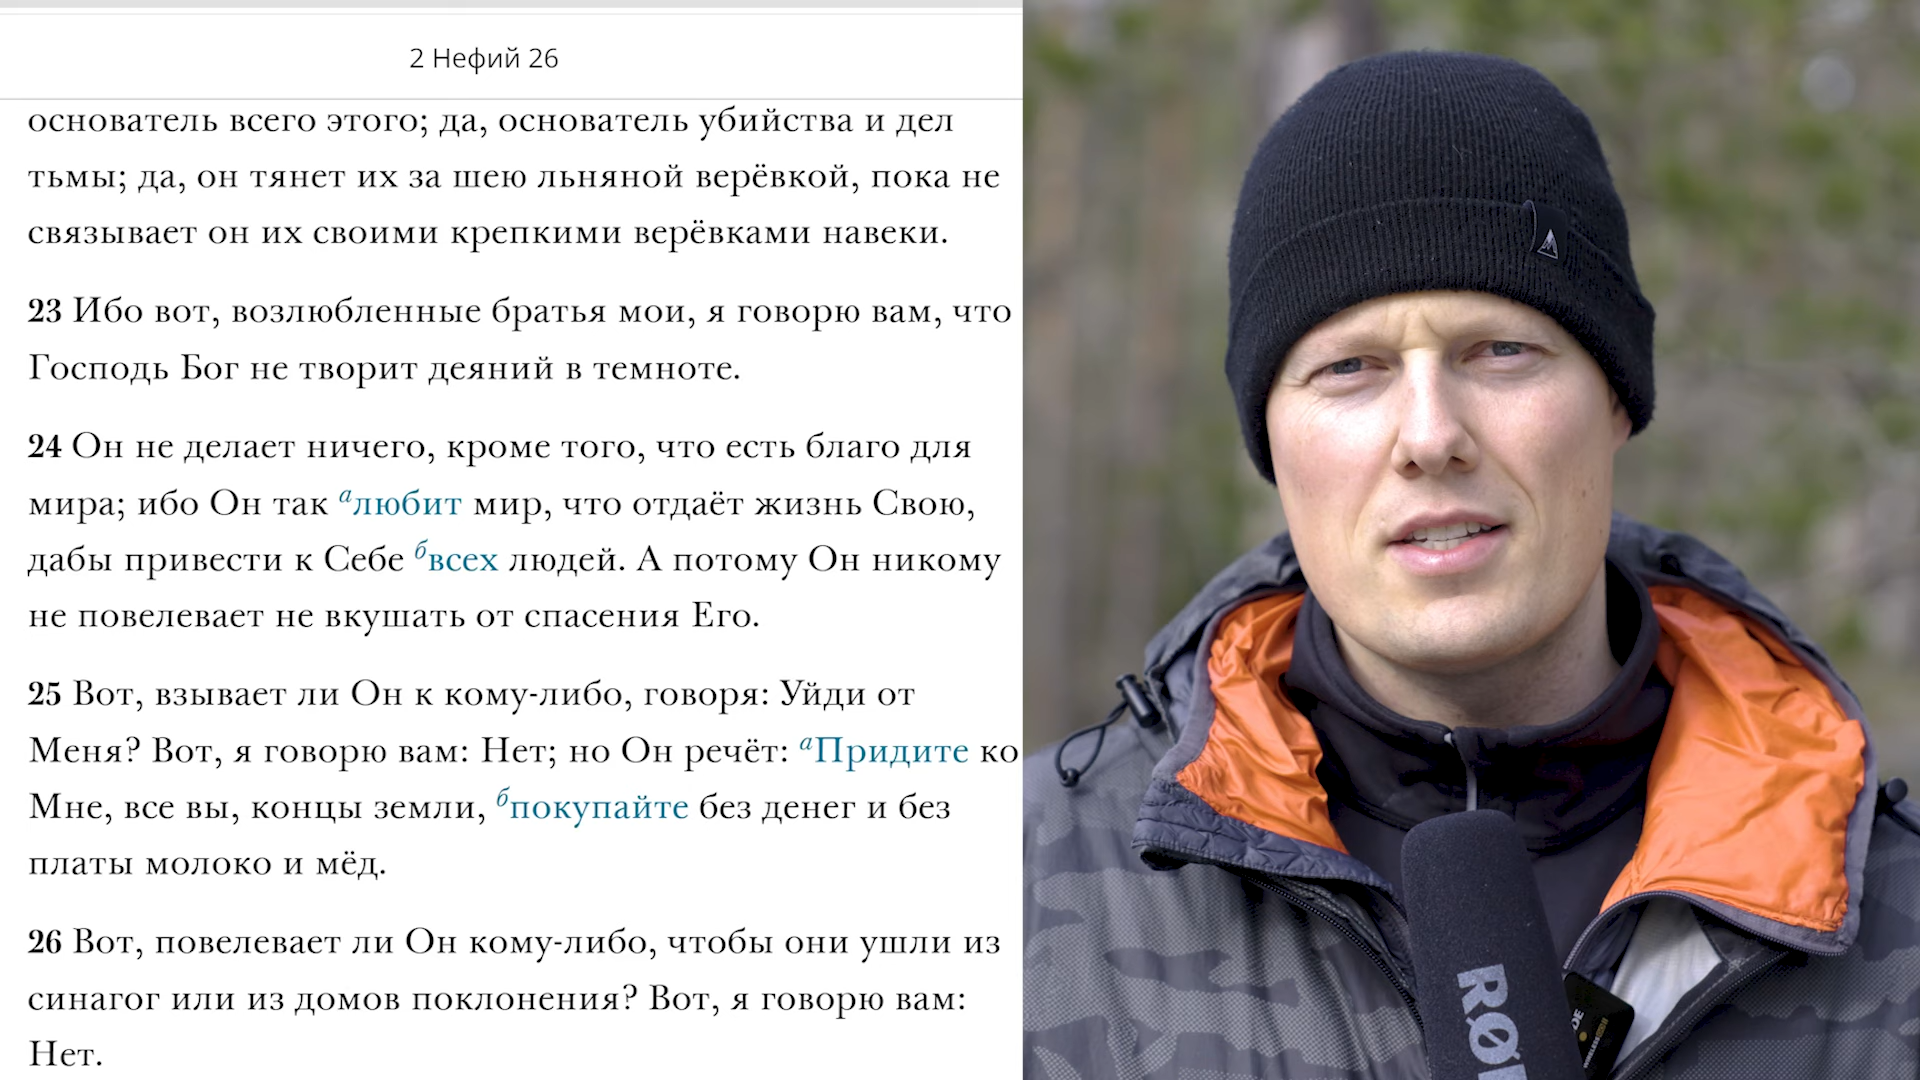 2 Нефий 26
основатель всего этого; да, основатель убийства и дел
тьмы; да, он тянет их за шею льняной верёвкой, пока не
связывает он их своими крепкими верёвками навеки.
23 Ибо вот, возлюбленные братья мои, я говорю вам, что
Господь Бог не творит деяний в темноте.
24 Он не делает ничего, кроме того, что есть благо для
мира; ибо Он так ᵃлюбит мир, что отдаёт жизнь Свою,
дабы привести к Себе бвсех людей. А потому Он никому
не повелевает не вкушать от спасения Его.
25 Вот, взывает ли Он к кому-либо, говоря: Уйди от
Меня? Вот, я говорю вам: Нет; но Он речёт: ᵃПридите ко
Мне, все вы, концы земли, бпокупайте без денег и без
платы молоко и мёд.
26 Вот, повелевает ли Он кому-либо, чтобы они ушли из
синагог или из домов поклонения? Вот, я говорю вам:
Нет.
RØ
DE